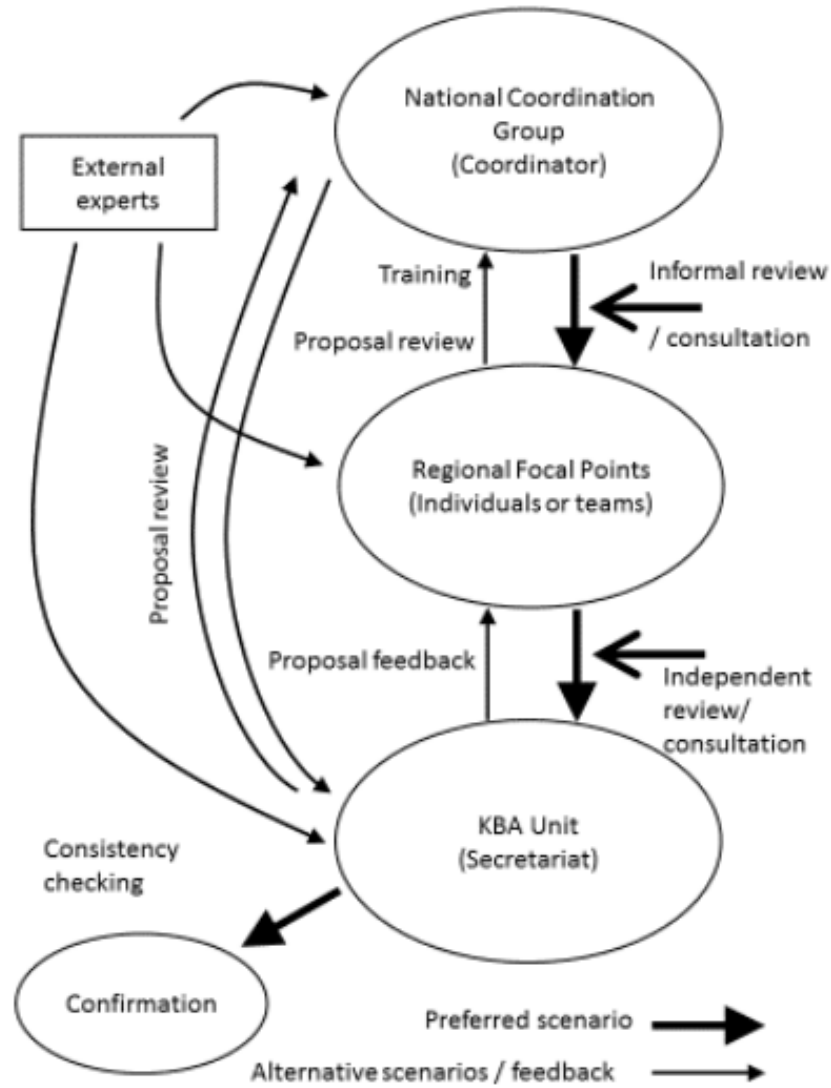 National Coordination
Group
(Coordinator)
External
experts
Training
Informal review
Proposal review
/ consultation
Proposal review
Regional Focal Points
(Individuals or teams)
Proposal feedback
Independent
review/
consultation
KBA Unit
(Secretariat)
Consistency
checking
Confirmation
Preferred scenario
Alternative scenarios / feedback